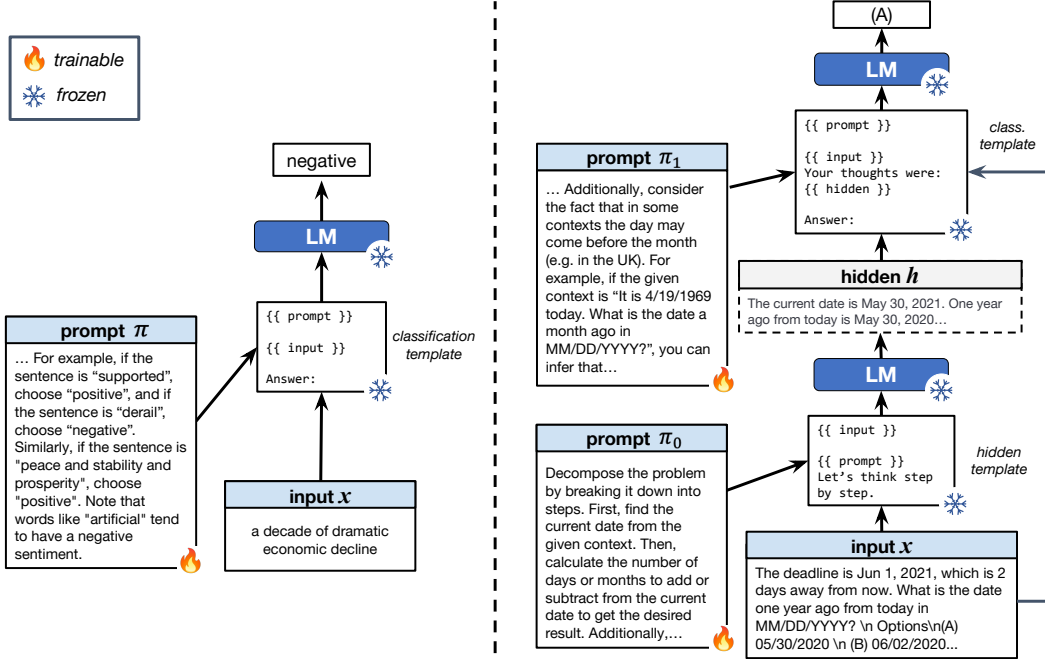 trainable
frozen
negative
LM
{{ prompt }}
{{ input }}
Answer:
classification
template
prompt π
… For example, if the
sentence is “supported”,
choose “positive”, and if
the sentence is “derail”,
choose “negative”.
Similarly, if the sentence is
"peace and stability and
prosperity", choose
"positive". Note that
words like "artificial" tend
to have a negative
sentiment.
input x
a decade of dramatic
economic decline
(A)
LM
{{ prompt }}
{{ input }}
Your thoughts were:
{{ hidden }}
Answer:
class.
template
prompt π1
… Additionally, consider
the fact that in some
contexts the day may
come before the month
(e.g. in the UK). For
example, if the given
context is “It is 4/19/1969
today. What is the date a
month ago in
MM/DD/YYYY?”, you can
infer that…
hidden h
The current date is May 30, 2021. One year
ago from today is May 30, 2020…
LM
{{ input }}
{{ prompt }}
Let’s think step
by step.
hidden
template
prompt π0
Decompose the problem
by breaking it down into
steps. First, find the
current date from the
given context. Then,
calculate the number of
days or months to add or
subtract from the current
date to get the desired
result. Additionally,…
input x
The deadline is Jun 1, 2021, which is 2
days away from now. What is the date
one year ago from today in
MM/DD/YYYY? \n Options\n(A)
05/30/2020 \n (B) 06/02/2020...